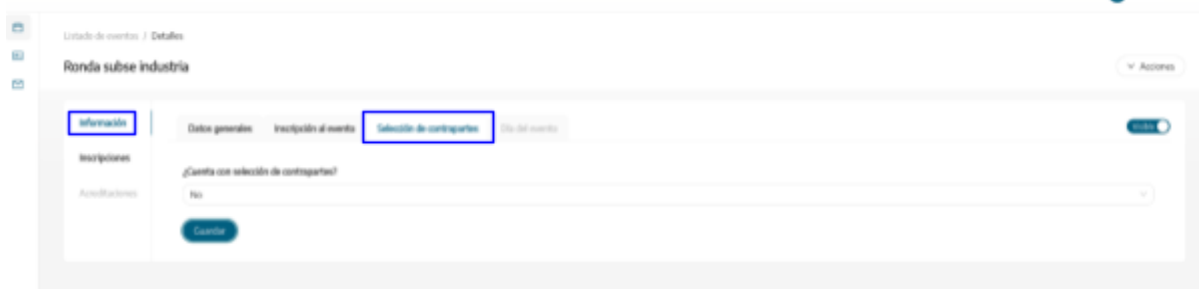 Listado de eventos / Detalles
Ronda subse industria
Acciones
Información
Datos generales Inscripción al evento Selección de contrapartes Día del evento
Inscripciones
¿Cuenta con selección de contrapartes?
Acreditaciones
No
Guardar